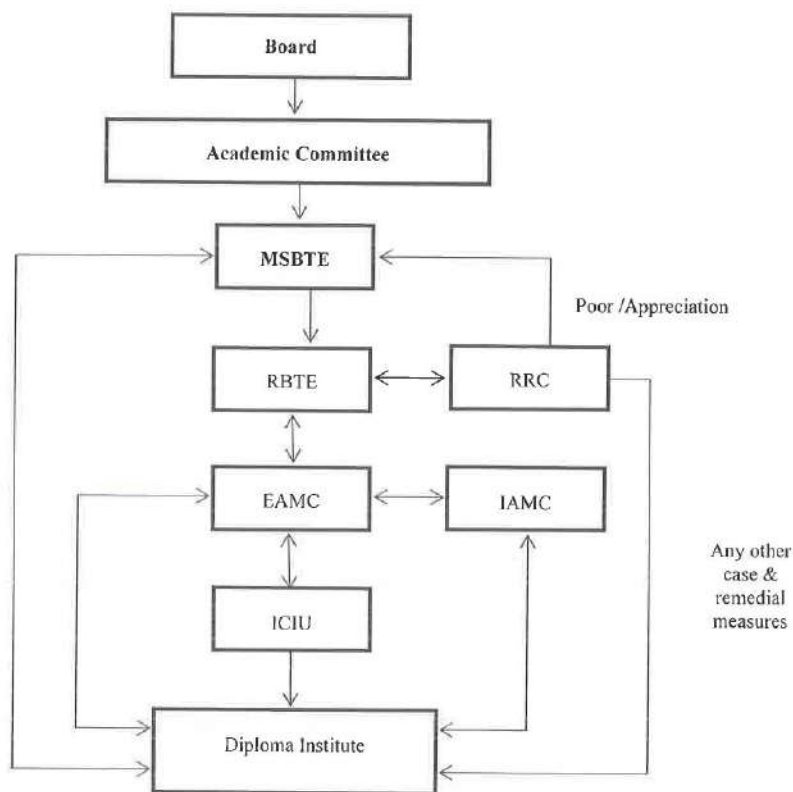 Board
Academic Committee
MSBTE
Poor /Appreciation
RBTE
RRC
EAMC
IAMC
Any other
case &
remedial
measures
ICIU
Diploma Institute